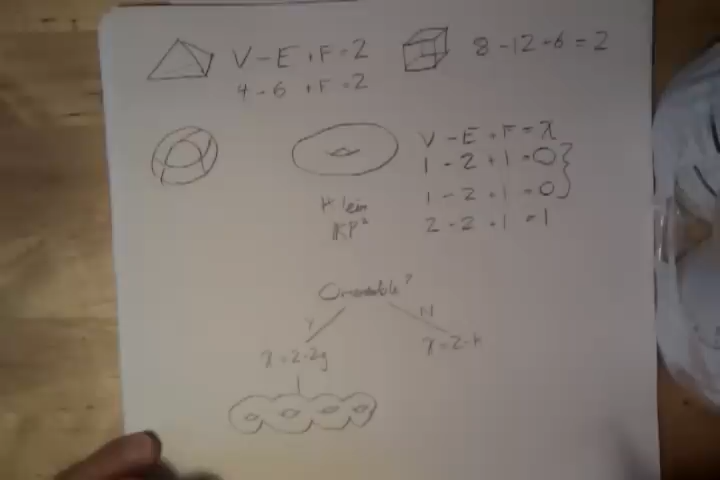 V - E + F = 2
4 - 6 + F = 2
8 - 12 + 6 = 2
V - E + F = χ
1 - 2 + 1 = 0
1 - 2 + 1 = 0
Klein
RP²
2 - 2 + 1 = 1
Orientable?
Y
N
χ = 2 - 2g
χ = 2 - k